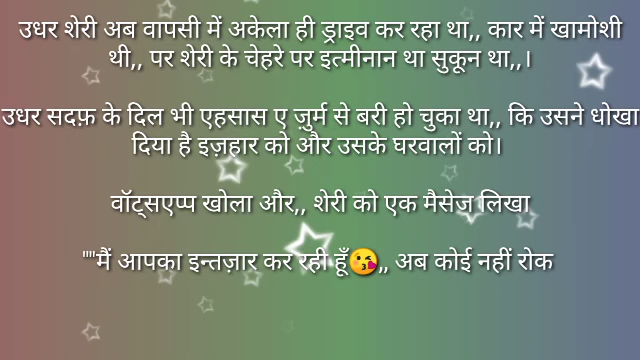 उधर शेरी अब वापसी में अकेला ही ड्राइव कर रहा था,, कार में खामोशी
थी,, पर शेरी के चेहरे पर इत्मीनान था सुकून था,,।
उधर सदफ़ के दिल भी एहसास ए ज़ुर्म से बरी हो चुका था,, कि उसने धोखा
दिया है इज़हार को और उसके घरवालों को।
वॉट्सएप्प खोला और,, शेरी को एक मैसेज लिखा
""मैं आपका इन्तज़ार कर रही हूँ😘,, अब कोई नहीं रोक